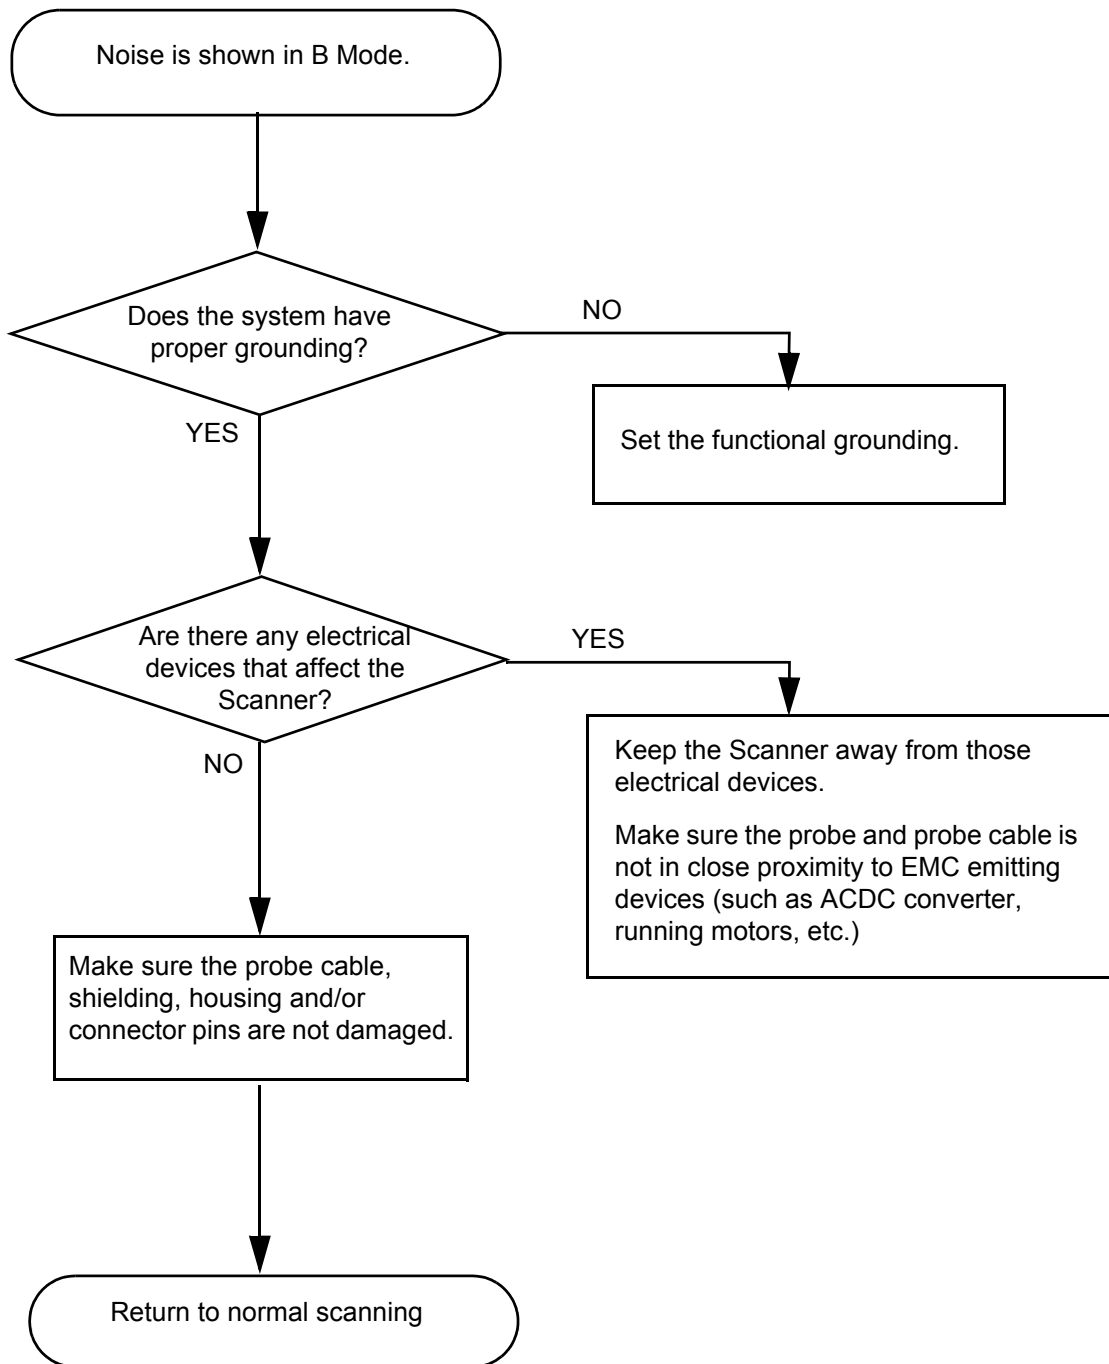 Noise is shown in B Mode.
Does the system have
proper grounding?
NO
YES
Set the functional grounding.
Are there any electrical
devices that affect the
Scanner?
YES
NO
Keep the Scanner away from those
electrical devices.
Make sure the probe and probe cable is
not in close proximity to EMC emitting
devices (such as ACDC converter,
running motors, etc.)
Make sure the probe cable,
shielding, housing and/or
connector pins are not damaged.
Return to normal scanning